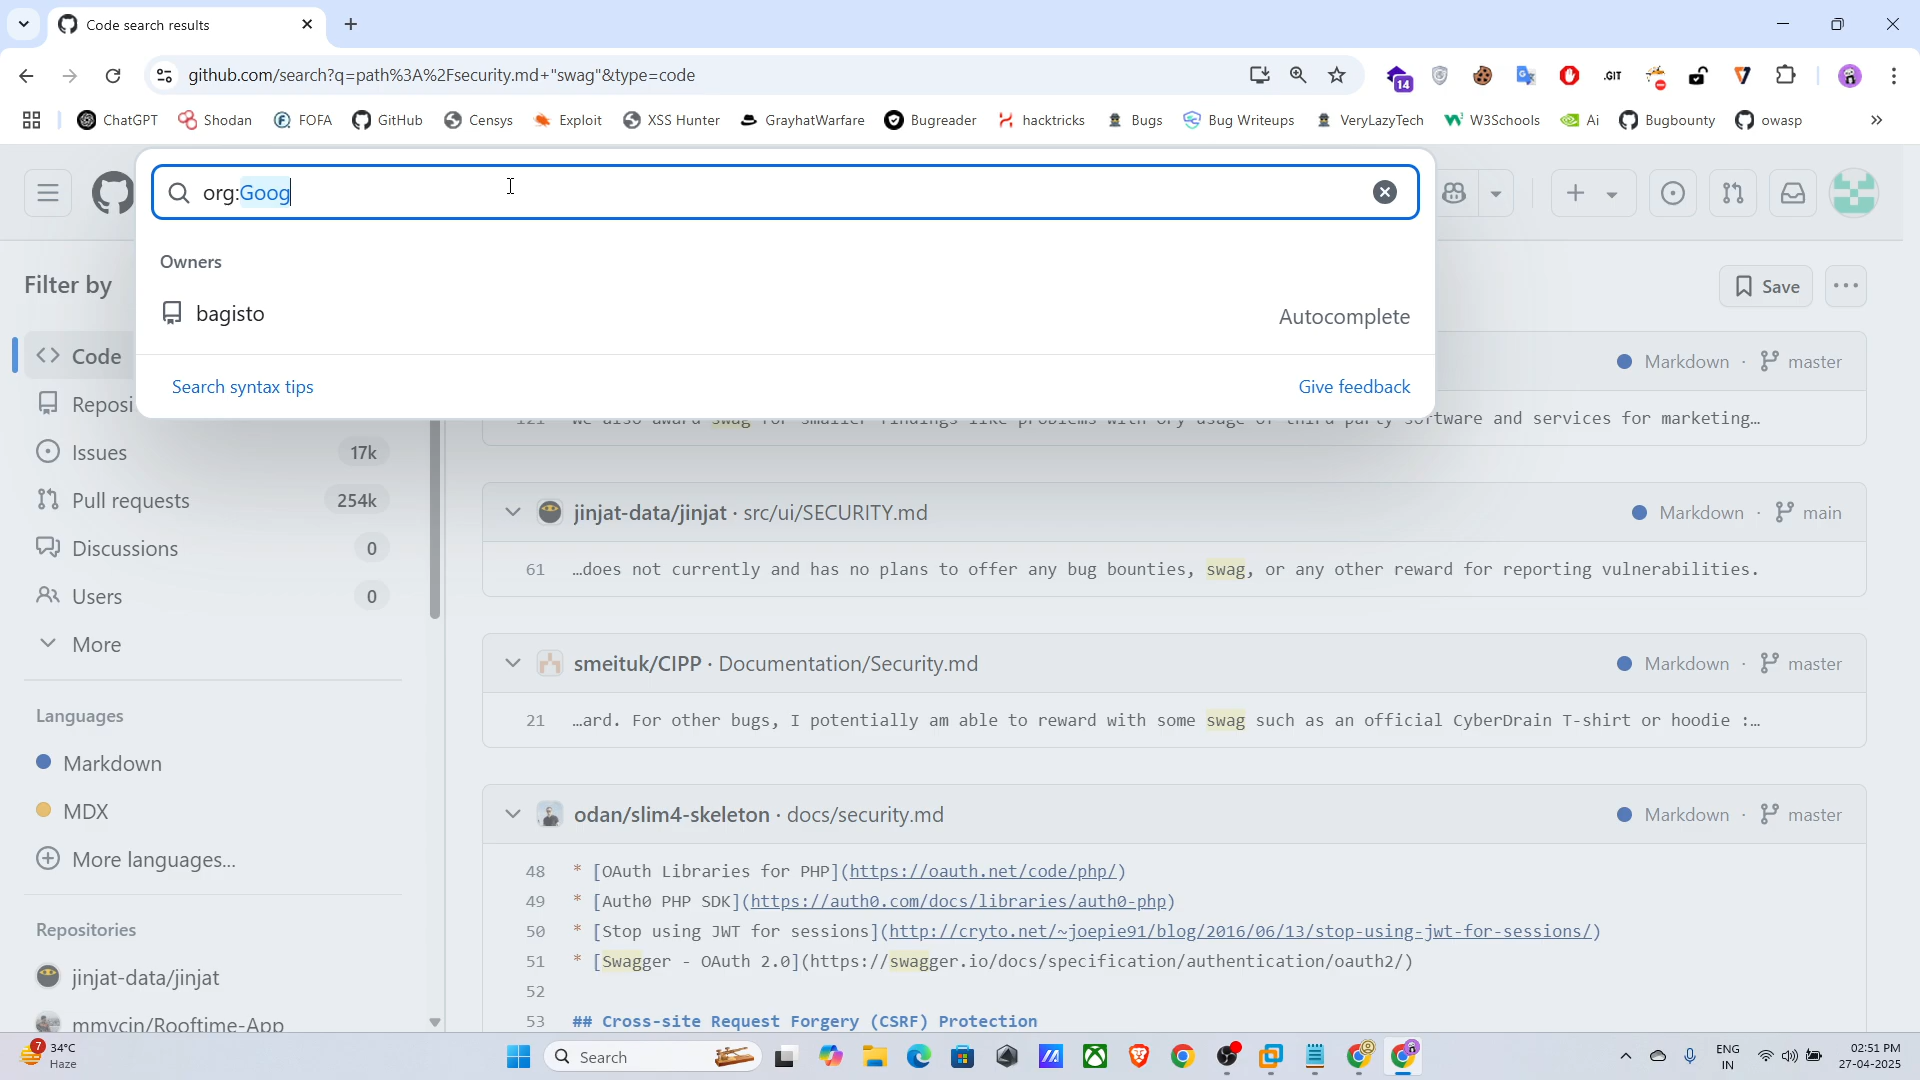 Code search results
github.com/search?q=path%3A%2Fsecurity.md+"swag"&type=code
14
.GIT
ChatGPT
Shodan
FOFA
GitHub
Censys
Exploit
XSS Hunter
GrayhatWarfare
Bugreader
hacktricks
Bugs
Bug Writeups
VeryLazyTech
W3Schools
Ai
Bugbounty
owasp
»
org:Goog
Owners
bagisto
Autocomplete
Search syntax tips
Give feedback
Filter by
Save
Code
Reposi
Issues 17k
Pull requests 254k
Discussions 0
Users 0
More
Languages
Markdown
MDX
More languages...
Repositories
jinjat-data/jinjat
mmvcin/Rooftime-App
Markdown · master
121 we also award swag for smaller findings like problems with ory usage of third party software and services for marketing…
jinjat-data/jinjat · src/ui/SECURITY.md
Markdown · main
61 …does not currently and has no plans to offer any bug bounties, swag, or any other reward for reporting vulnerabilities.
smeituk/CIPP · Documentation/Security.md
Markdown · master
21 …ard. For other bugs, I potentially am able to reward with some swag such as an official CyberDrain T-shirt or hoodie :…
odan/slim4-skeleton · docs/security.md
Markdown · master
48 * [OAuth Libraries for PHP](https://oauth.net/code/php/)
49 * [Auth0 PHP SDK](https://auth0.com/docs/libraries/auth0-php)
50 * [Stop using JWT for sessions](http://cryto.net/~joepie91/blog/2016/06/13/stop-using-jwt-for-sessions/)
51 * [Swagger - OAuth 2.0](https://swagger.io/docs/specification/authentication/oauth2/)
52
53 ## Cross-site Request Forgery (CSRF) Protection
7
34°C
Haze
Search
ENG
IN
02:51 PM
27-04-2025